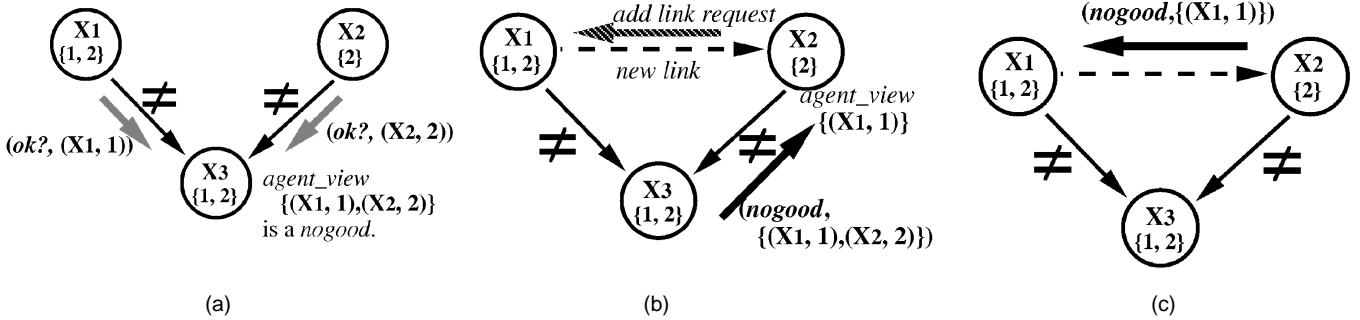 X1
{1, 2}
X2
{2}
≠
≠
(ok?, (X1, 1))
(ok?, (X2, 2))
X3
{1, 2}
agent_view
{(X1, 1),(X2, 2)}
is a nogood.
(a)
add link request
X1
{1, 2}
X2
{2}
new link
agent_view
{(X1, 1)}
≠
≠
X3
{1, 2}
(nogood,
{(X1, 1),(X2, 2)})
(b)
(nogood,{(X1, 1)})
X1
{1, 2}
X2
{2}
≠
≠
X3
{1, 2}
(c)